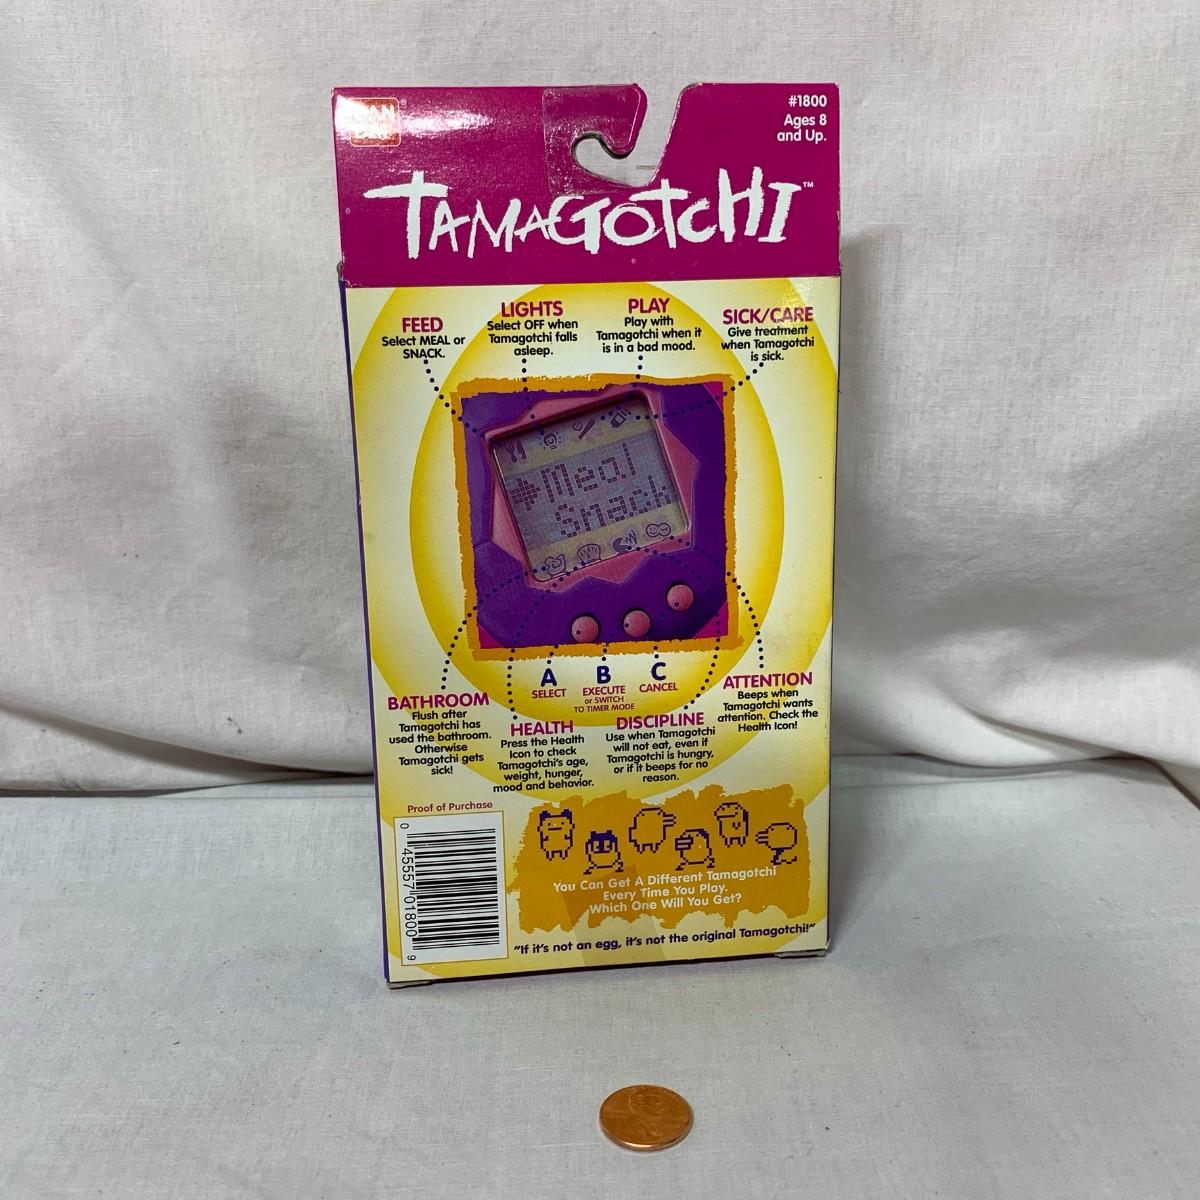 BAN
DAI
#1800
Ages 8
and Up.
TAMAGOTCHI™
FEED
Select MEAL or
SNACK.
LIGHTS
Select OFF when
Tamagotchi falls
asleep.
PLAY
Play with
Tamagotchi when it
is in a bad mood.
SICK/CARE
Give treatment
when Tamagotchi
is sick.
Meal
Snack
A
SELECT
B
EXECUTE
or SWITCH
TO TIMER MODE
C
CANCEL
BATHROOM
Flush after
Tamagotchi has
used the bathroom.
Otherwise
Tamagotchi gets
sick!
HEALTH
Press the Health
Icon to check
Tamagotchi's age,
weight, hunger,
mood and behavior.
DISCIPLINE
Use when Tamagotchi
will not eat, even if
Tamagotchi is hungry,
or if it beeps for no
reason.
ATTENTION
Beeps when
Tamagotchi wants
attention. Check the
Health Icon!
Proof of Purchase
0 45557 01800 9
You Can Get A Different Tamagotchi
Every Time You Play.
Which One Will You Get?
"If it's not an egg, it's not the original Tamagotchi!"